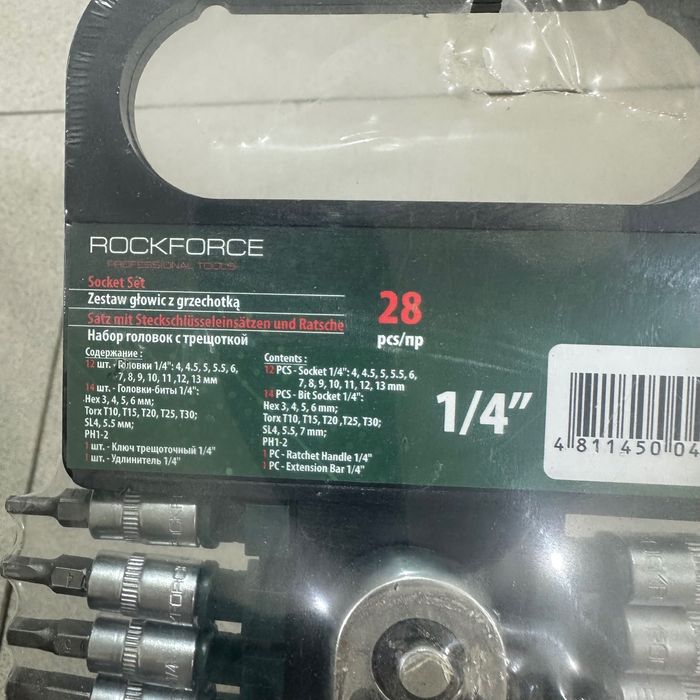 ROCKFORCE
PROFESSIONAL TOOLS
Socket Set
Zestaw głowic z grzechotką
Satz mit Steckschlüsseleinsätzen und Ratsche
Набор головок с трещоткой
28
pcs/пр
Содержание :
12 шт. - Головки 1/4": 4, 4.5, 5, 5.5, 6,
7, 8, 9, 10, 11 ,12, 13 мм
14 шт. - Головки-биты 1/4":
Hex 3, 4, 5, 6 мм;
Torx T10, T15, T20, T25, T30;
SL4, 5.5 мм;
PH1-2
1 шт. - Ключ трещоточный 1/4"
1 шт. - Удлинитель 1/4"
Contents :
12 PCS - Socket 1/4": 4, 4.5, 5, 5.5, 6,
7, 8, 9, 10, 11, 12, 13 mm
14 PCS - Bit Socket 1/4":
Hex 3, 4, 5, 6 mm;
Torx T10, T15, T20, T25, T30;
SL4, 5.5, 7 mm;
PH1-2
1 PC - Ratchet Handle 1/4"
1 PC - Extension Bar 1/4"
1/4"
4 811450 04
1/4